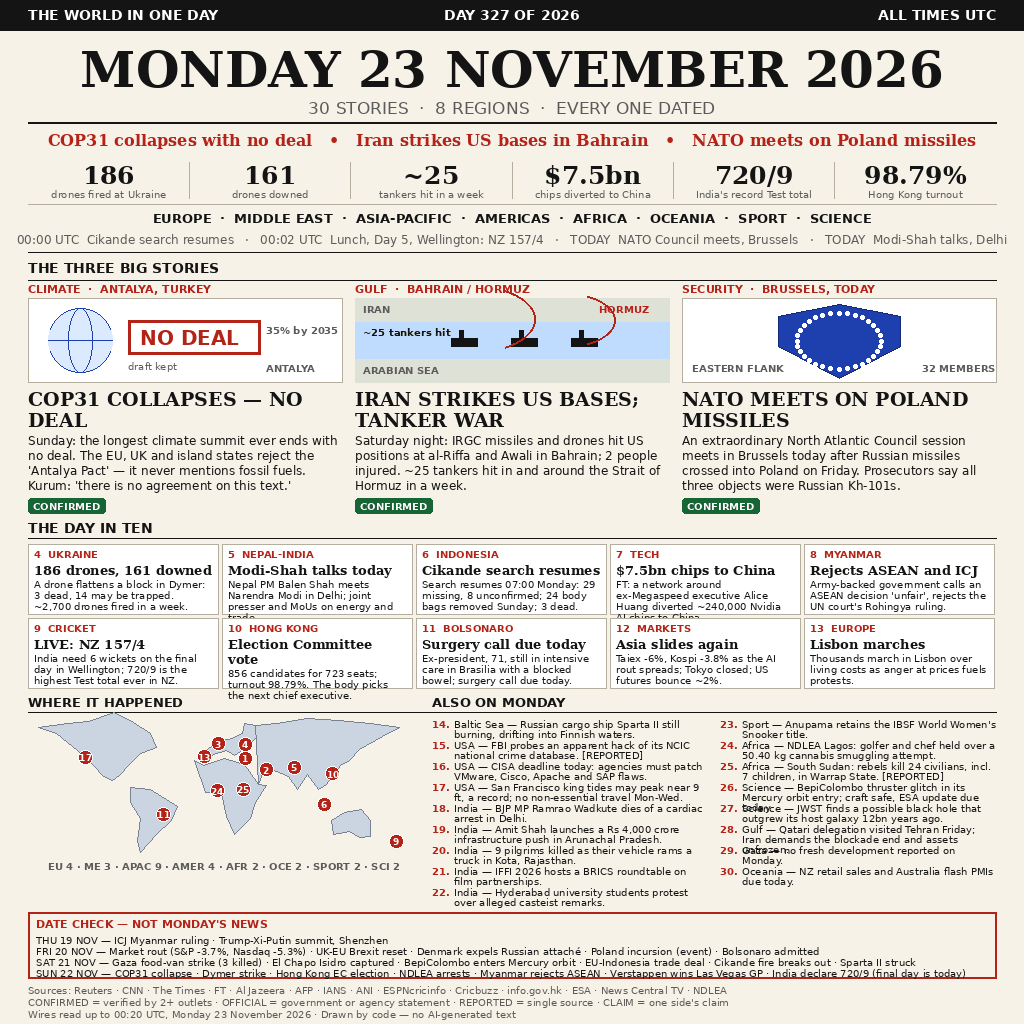 THE WORLD IN ONE DAY
DAY 327 OF 2026
ALL TIMES UTC
MONDAY 23 NOVEMBER 2026
30 STORIES · 8 REGIONS · EVERY ONE DATED
COP31 collapses with no deal • Iran strikes US bases in Bahrain • NATO meets on Poland missiles
186
drones fired at Ukraine
161
drones downed
~25
tankers hit in a week
$7.5bn
chips diverted to China
720/9
India's record Test total
98.79%
Hong Kong turnout
EUROPE · MIDDLE EAST · ASIA-PACIFIC · AMERICAS · AFRICA · OCEANIA · SPORT · SCIENCE
00:00 UTC Cikande search resumes · 00:02 UTC Lunch, Day 5, Wellington: NZ 157/4 · TODAY NATO Council meets, Brussels · TODAY Modi-Shah talks, Delhi
THE THREE BIG STORIES
CLIMATE · ANTALYA, TURKEY
NO DEAL
35% by 2035
draft kept
ANTALYA
COP31 COLLAPSES — NO
DEAL
Sunday: the longest climate summit ever ends with
no deal. The EU, UK and island states reject the
'Antalya Pact' — it never mentions fossil fuels.
Kurum: 'there is no agreement on this text.'
CONFIRMED
GULF · BAHRAIN / HORMUZ
IRAN
HORMUZ
~25 tankers hit
ARABIAN SEA
IRAN STRIKES US BASES;
TANKER WAR
Saturday night: IRGC missiles and drones hit US
positions at al-Riffa and Awali in Bahrain; 2 people
injured. ~25 tankers hit in and around the Strait of
Hormuz in a week.
CONFIRMED
SECURITY · BRUSSELS, TODAY
EASTERN FLANK
32 MEMBERS
NATO MEETS ON POLAND
MISSILES
An extraordinary North Atlantic Council session
meets in Brussels today after Russian missiles
crossed into Poland on Friday. Prosecutors say all
three objects were Russian Kh-101s.
CONFIRMED
THE DAY IN TEN
4 UKRAINE
186 drones, 161 downed
A drone flattens a block in Dymer:
3 dead, 14 may be trapped.
~2,700 drones fired in a week.
5 NEPAL-INDIA
Modi-Shah talks today
Nepal PM Balen Shah meets
Narendra Modi in Delhi; joint
presser and MoUs on energy and
trade.
6 INDONESIA
Cikande search resumes
Search resumes 07:00 Monday: 29
missing, 8 unconfirmed; 24 body
bags removed Sunday; 3 dead.
7 TECH
$7.5bn chips to China
FT: a network around
ex-Megaspeed executive Alice
Huang diverted ~240,000 Nvidia
AI chips to China.
8 MYANMAR
Rejects ASEAN and ICJ
Army-backed government calls an
ASEAN decision 'unfair', rejects the
UN court's Rohingya ruling.
9 CRICKET
LIVE: NZ 157/4
India need 6 wickets on the final
day in Wellington; 720/9 is the
highest Test total ever in NZ.
10 HONG KONG
Election Committee
vote
856 candidates for 723 seats;
turnout 98.79%. The body picks
the next chief executive.
11 BOLSONARO
Surgery call due today
Ex-president, 71, still in intensive
care in Brasilia with a blocked
bowel; surgery call due today.
12 MARKETS
Asia slides again
Taiex -6%, Kospi -3.8% as the AI
rout spreads; Tokyo closed; US
futures bounce ~2%.
13 EUROPE
Lisbon marches
Thousands march in Lisbon over
living costs as anger at prices fuels
protests.
WHERE IT HAPPENED
17
3
4
13
1
2
5
10
24
25
6
11
9
EU 4 · ME 3 · APAC 9 · AMER 4 · AFR 2 · OCE 2 · SPORT 2 · SCI 2
ALSO ON MONDAY
14. Baltic Sea — Russian cargo ship Sparta II still
burning, drifting into Finnish waters.
15. USA — FBI probes an apparent hack of its NCIC
national crime database. [REPORTED]
16. USA — CISA deadline today: agencies must patch
VMware, Cisco, Apache and SAP flaws.
17. USA — San Francisco king tides may peak near 9
ft, a record; no non-essential travel Mon-Wed.
18. India — BJP MP Ramrao Wadkute dies of a cardiac
arrest in Delhi.
19. India — Amit Shah launches a Rs 4,000 crore
infrastructure push in Arunachal Pradesh.
20. India — 9 pilgrims killed as their vehicle rams a
truck in Kota, Rajasthan.
21. India — IFFI 2026 hosts a BRICS roundtable on
film partnerships.
22. India — Hyderabad university students protest
over alleged casteist remarks.
23. Sport — Anupama retains the IBSF World Women's
Snooker title.
24. Africa — NDLEA Lagos: golfer and chef held over a
50.40 kg cannabis smuggling attempt.
25. Africa — South Sudan: rebels kill 24 civilians, incl.
7 children, in Warrap State. [REPORTED]
26. Science — BepiColombo thruster glitch in its
Mercury orbit entry; craft safe, ESA update due
today.
27. Science — JWST finds a possible black hole that
outgrew its host galaxy 12bn years ago.
28. Gulf — Qatari delegation visited Tehran Friday;
Iran demands the blockade end and assets
unfrozen.
29. Gaza — no fresh development reported on
Monday.
30. Oceania — NZ retail sales and Australia flash PMIs
due today.
DATE CHECK — NOT MONDAY'S NEWS
THU 19 NOV — ICJ Myanmar ruling · Trump-Xi-Putin summit, Shenzhen
FRI 20 NOV — Market rout (S&P -3.7%, Nasdaq -5.3%) · UK-EU Brexit reset · Denmark expels Russian attaché · Poland incursion (event) · Bolsonaro admitted
SAT 21 NOV — Gaza food-van strike (3 killed) · El Chapo Isidro captured · BepiColombo enters Mercury orbit · EU-Indonesia trade deal · Cikande fire breaks out · Sparta II struck
SUN 22 NOV — COP31 collapse · Dymer strike · Hong Kong EC election · NDLEA arrests · Myanmar rejects ASEAN · Verstappen wins Las Vegas GP · India declare 720/9 (final day is today)
Sources: Reuters · CNN · The Times · FT · Al Jazeera · AFP · IANS · ANI · ESPNcricinfo · Cricbuzz · info.gov.hk · ESA · News Central TV · NDLEA
CONFIRMED = verified by 2+ outlets · OFFICIAL = government or agency statement · REPORTED = single source · CLAIM = one side's claim
Wires read up to 00:20 UTC, Monday 23 November 2026 · Drawn by code — no AI-generated text